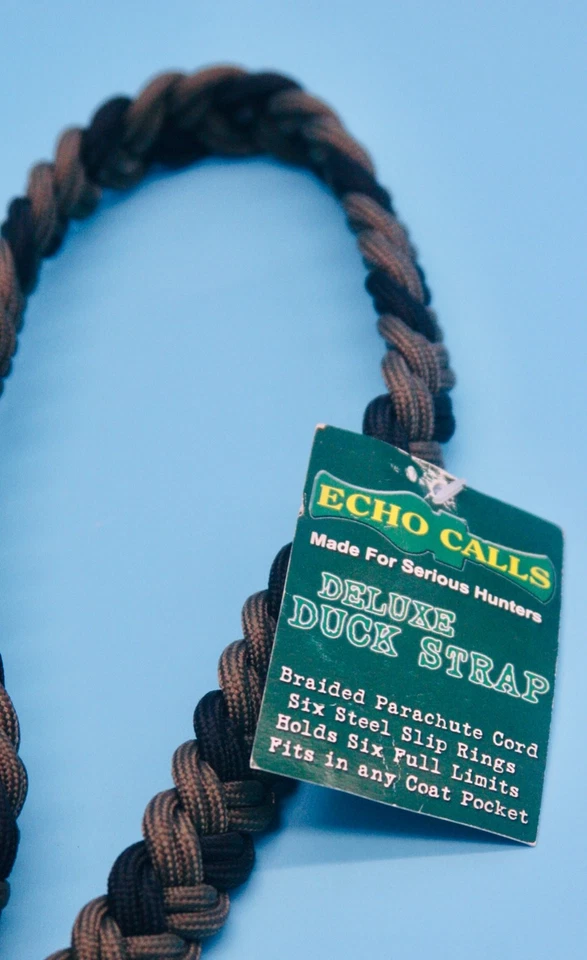 ECHO CALLS
Made For Serious Hunters
DELUXE
DUCK STRAP
Braided Parachute Cord
Six Steel Slip Rings
Holds Six Full Limits
Fits in any Coat Pocket